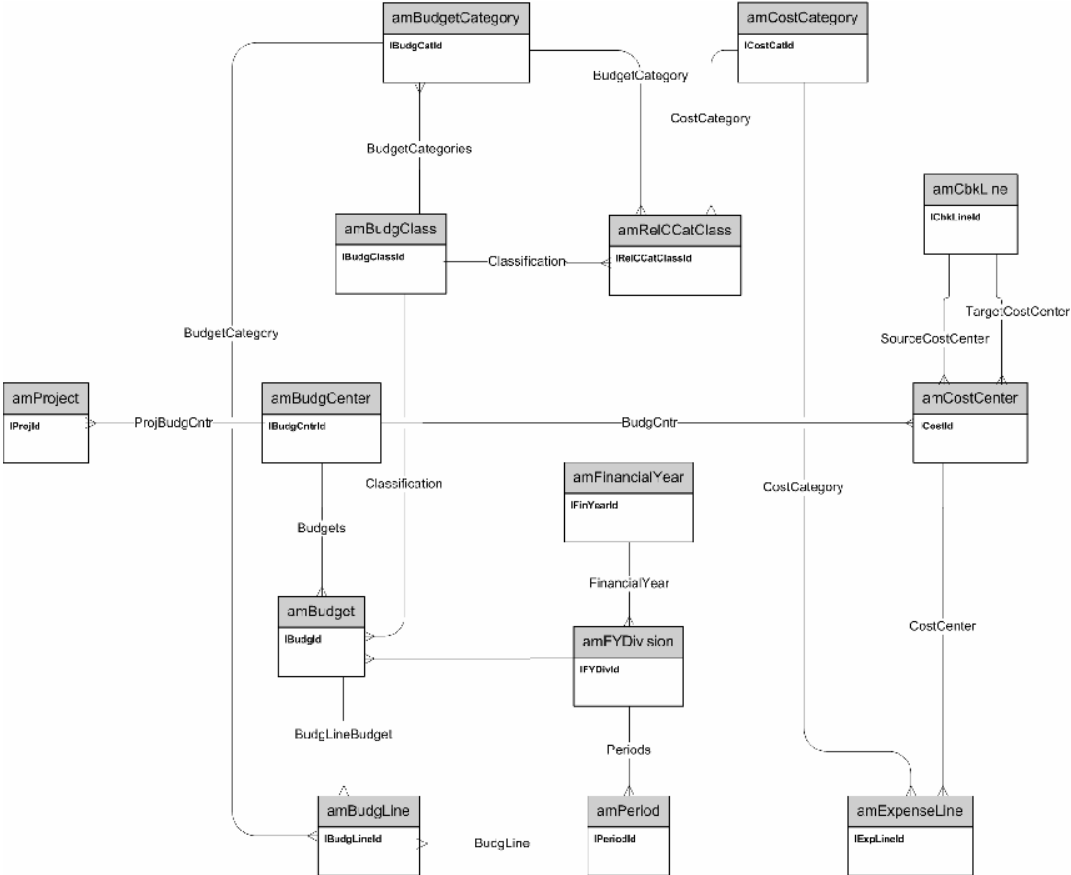 amBudgetCategory
lBudgCatId
amCostCategory
lCostCatId
BudgetCategory
CostCategory
BudgetCategories
amCbkLine
lCbkLineId
amBudgClass
lBudgClassId
amRelCCatClass
lRelCCatClassId
Classification
TargetCostCenter
BudgetCategory
SourceCostCenter
amProject
lProjId
amBudgCenter
lBudgCntrId
amCostCenter
lCostId
ProjBudgCntr
BudgCntr
amFinancialYear
lFinYearId
Classification
CostCategory
Budgets
FinancialYear
amBudget
lBudgId
amFYDivision
lFYDivId
CostCenter
BudgLineBudget
Periods
amBudgLine
lBudgLineId
amPeriod
lPeriodId
amExpenseLine
lExpLineId
BudgLine